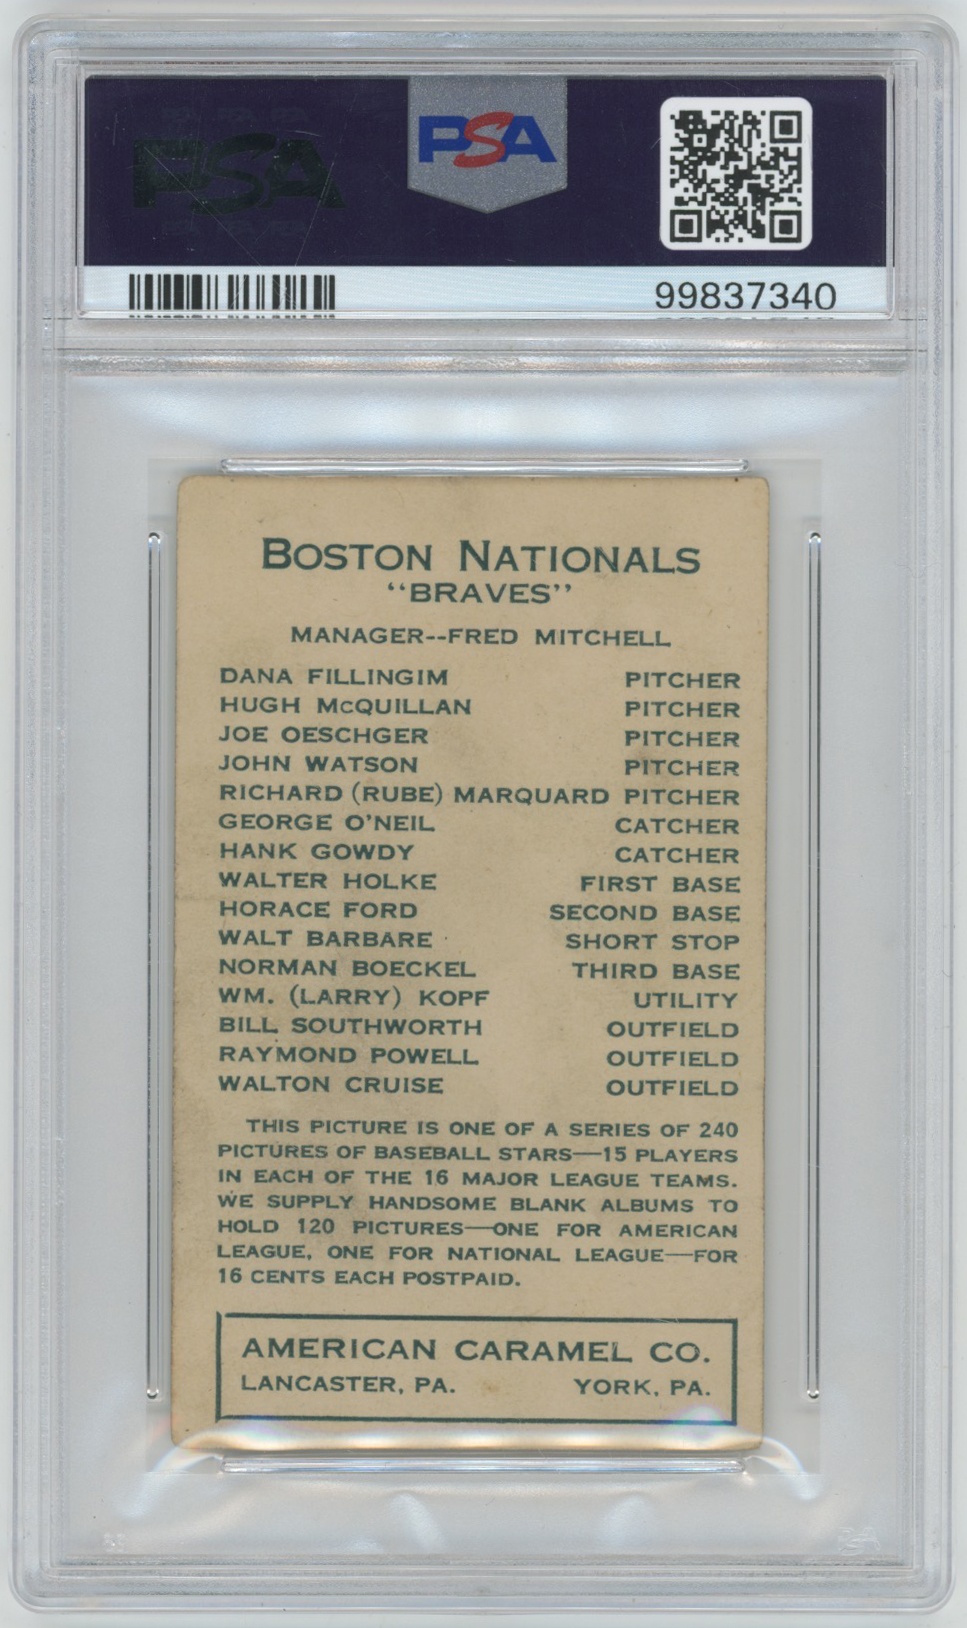 PSA
PSA
99837340
BOSTON NATIONALS
"BRAVES"
MANAGER--FRED MITCHELL
DANA FILLINGIM PITCHER
HUGH McQUILLAN PITCHER
JOE OESCHGER PITCHER
JOHN WATSON PITCHER
RICHARD (RUBE) MARQUARD PITCHER
GEORGE O'NEIL CATCHER
HANK GOWDY CATCHER
WALTER HOLKE FIRST BASE
HORACE FORD SECOND BASE
WALT BARBARE SHORT STOP
NORMAN BOECKEL THIRD BASE
WM. (LARRY) KOPF UTILITY
BILL SOUTHWORTH OUTFIELD
RAYMOND POWELL OUTFIELD
WALTON CRUISE OUTFIELD
THIS PICTURE IS ONE OF A SERIES OF 240
PICTURES OF BASEBALL STARS—15 PLAYERS
IN EACH OF THE 16 MAJOR LEAGUE TEAMS.
WE SUPPLY HANDSOME BLANK ALBUMS TO
HOLD 120 PICTURES—ONE FOR AMERICAN
LEAGUE, ONE FOR NATIONAL LEAGUE—FOR
16 CENTS EACH POSTPAID.
AMERICAN CARAMEL CO.
LANCASTER, PA. YORK, PA.